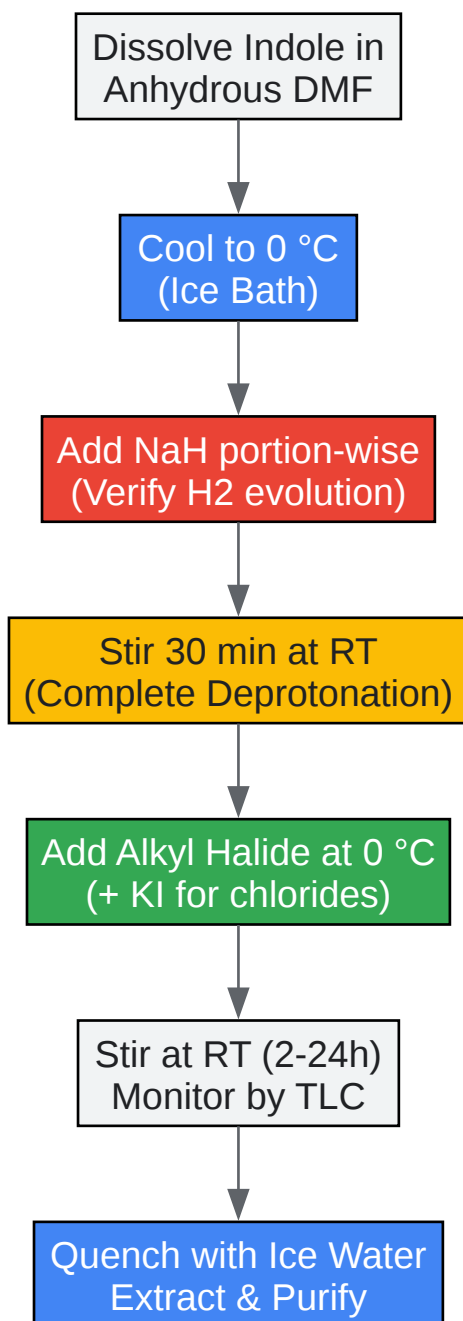 Dissolve Indole in
Anhydrous DMF
Cool to 0 °C
(Ice Bath)
Add NaH portion-wise
(Verify H2 evolution)
Stir 30 min at RT
(Complete Deprotonation)
Add Alkyl Halide at 0 °C
(+ KI for chlorides)
Stir at RT (2-24h)
Monitor by TLC
Quench with Ice Water
Extract & Purify